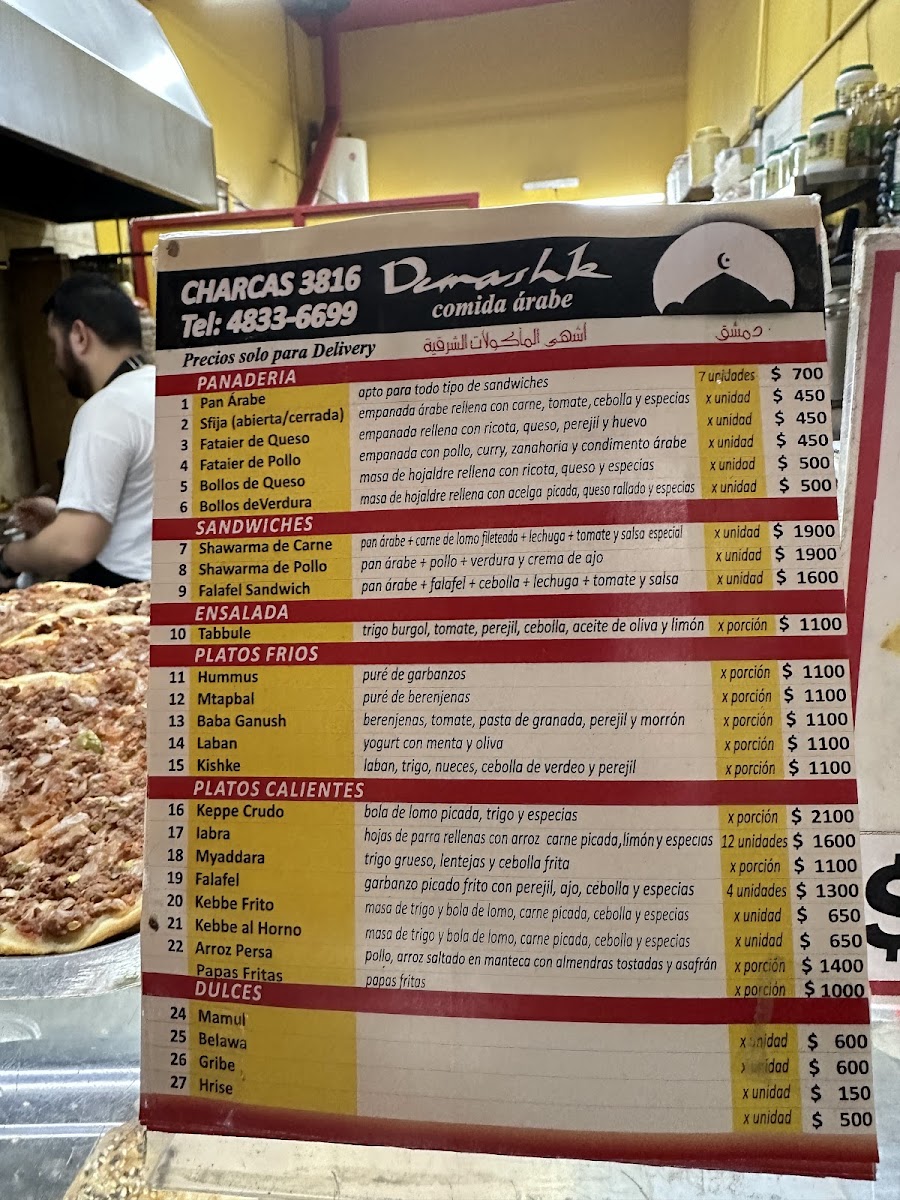 CHARCAS 3816
Tel: 4833-6699
Demashk
comida árabe
Precios solo para Delivery
أشهى المأكولات الشرقية
دمشق
PANADERIA
1 Pan Árabe apto para todo tipo de sandwiches 7 unidades $ 700
2 Sfija (abierta/cerrada) empanada árabe rellena con carne, tomate, cebolla y especias x unidad $ 450
3 Fataier de Queso empanada rellena con ricota, queso, perejil y huevo x unidad $ 450
4 Fataier de Pollo empanada con pollo, curry, zanahoria y condimento árabe x unidad $ 450
5 Bollos de Queso masa de hojaldre rellena con ricota, queso y especias x unidad $ 500
6 Bollos deVerdura masa de hojaldre rellena con acelga picada, queso rallado y especias x unidad $ 500
SANDWICHES
7 Shawarma de Carne pan árabe + carne de lomo fileteada + lechuga + tomate y salsa especial x unidad $ 1900
8 Shawarma de Pollo pan árabe + pollo + verdura y crema de ajo x unidad $ 1900
9 Falafel Sandwich pan árabe + falafel + cebolla + lechuga + tomate y salsa x unidad $ 1600
ENSALADA
10 Tabbule trigo burgol, tomate, perejil, cebolla, aceite de oliva y limón x porción $ 1100
PLATOS FRIOS
11 Hummus puré de garbanzos x porción $ 1100
12 Mtapbal puré de berenjenas x porción $ 1100
13 Baba Ganush berenjenas, tomate, pasta de granada, perejil y morrón x porción $ 1100
14 Laban yogurt con menta y oliva x porción $ 1100
15 Kishke laban, trigo, nueces, cebolla de verdeo y perejil x porción $ 1100
PLATOS CALIENTES
16 Keppe Crudo bola de lomo picada, trigo y especias x porción $ 2100
17 Iabra hojas de parra rellenas con arroz carne picada,limón y especias 12 unidades $ 1600
18 Myaddara trigo grueso, lentejas y cebolla frita x porción $ 1100
19 Falafel garbanzo picado frito con perejil, ajo, cebolla y especias 4 unidades $ 1300
20 Kebbe Frito masa de trigo y bola de lomo, carne picada, cebolla y especias x unidad $ 650
21 Kebbe al Horno masa de trigo y bola de lomo, carne picada, cebolla y especias x unidad $ 650
22 Arroz Persa pollo, arroz saltado en manteca con almendras tostadas y asafrán x porción $ 1400
Papas Fritas papas fritas x porción $ 1000
DULCES
24 Mamul x unidad $ 600
25 Belawa x unidad $ 600
26 Gribe x unidad $ 150
27 Hrise x unidad $ 500
$